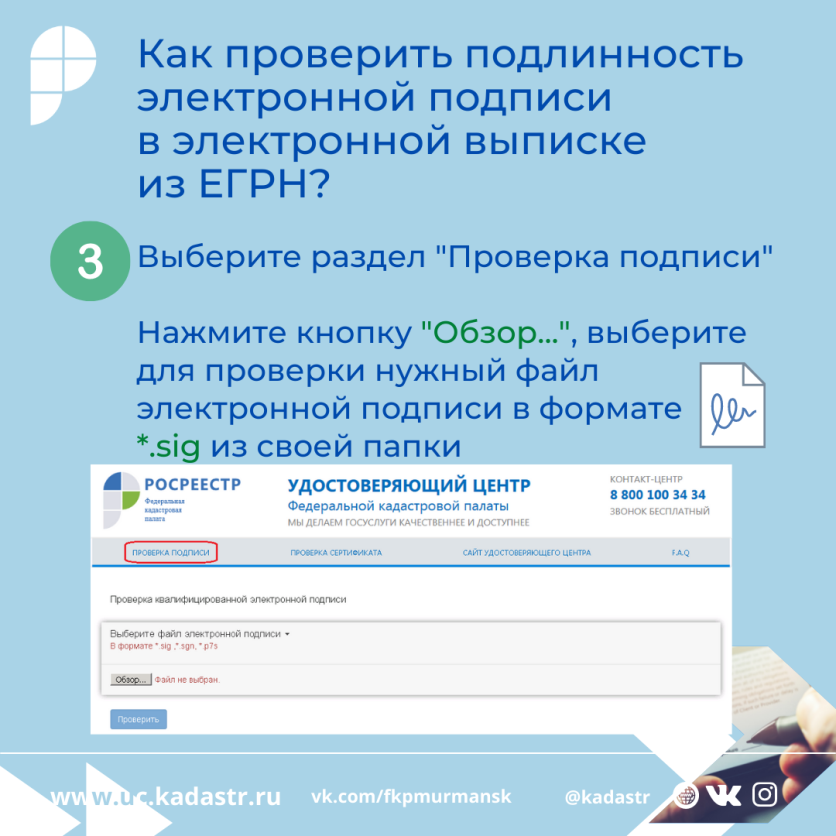 Как проверить подлинность
электронной подписи
в электронной выписке
из ЕГРН?
3
Выберите раздел "Проверка подписи"
Нажмите кнопку "Обзор...", выберите
для проверки нужный файл
электронной подписи в формате
*.sig из своей папки
РОСРЕЕСТР
Федеральная
кадастровая
палата
УДОСТОВЕРЯЮЩИЙ ЦЕНТР
Федеральной кадастровой палаты
МЫ ДЕЛАЕМ ГОСУСЛУГИ КАЧЕСТВЕННЕЕ И ДОСТУПНЕЕ
КОНТАКТ-ЦЕНТР
8 800 100 34 34
ЗВОНОК БЕСПЛАТНЫЙ
ПРОВЕРКА ПОДПИСИ ПРОВЕРКА СЕРТИФИКАТА САЙТ УДОСТОВЕРЯЮЩЕГО ЦЕНТРА F.A.Q
Проверка квалифицированной электронной подписи
Выберите файл электронной подписи
В формате *.sig ,*.sgn, *.p7s
Обзор... Файл не выбран.
Проверить
www.uc.kadastr.ru vk.com/fkpmurmansk @kadastr